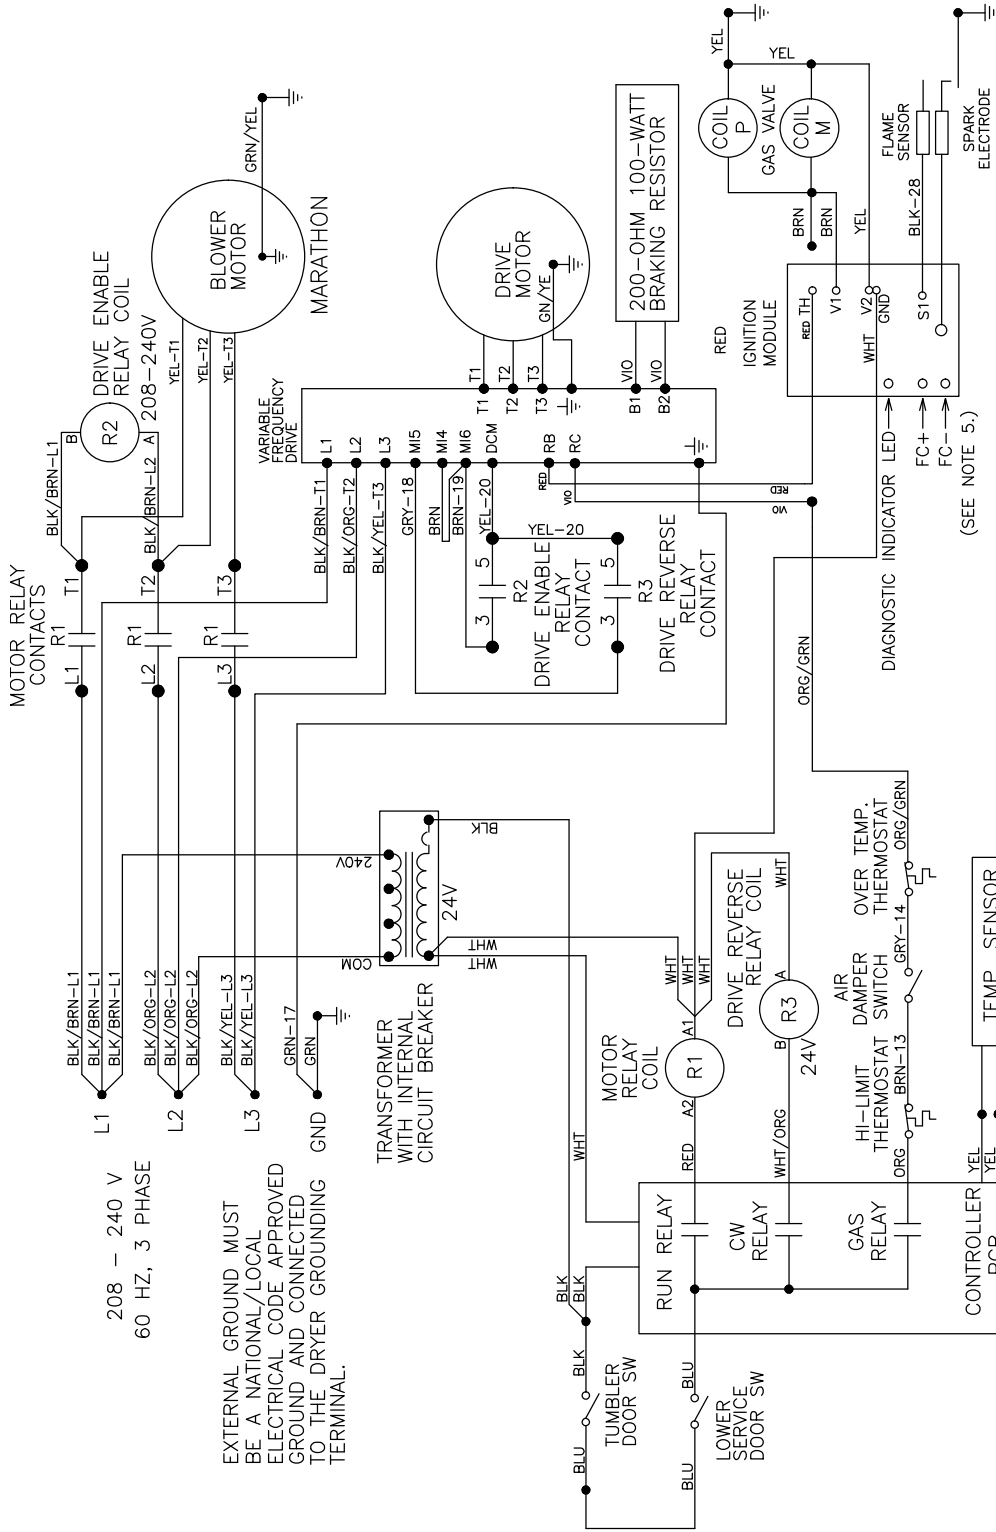 208 - 240 V
60 HZ, 3 PHASE
EXTERNAL GROUND MUST
BE A NATIONAL/LOCAL
ELECTRICAL CODE APPROVED
GROUND AND CONNECTED
TO THE DRYER GROUNDING
TERMINAL.
L1
L2
L3
GND
BLK/BRN-L1
BLK/BRN-L1
BLK/BRN-L1
BLK/ORG-L2
BLK/ORG-L2
BLK/ORG-L2
BLK/YEL-L3
BLK/YEL-L3
GRN-17
GRN
MOTOR RELAY
CONTACTS
L1
R1
T1
L2
R1
T2
L3
R1
T3
BLK/BRN-L1
BLK/BRN-L2
B
R2
A
DRIVE ENABLE
RELAY COIL
208-240V
YEL-T1
YEL-T2
YEL-T3
BLOWER
MOTOR
GRN/YEL
MARATHON
TRANSFORMER
WITH INTERNAL
CIRCUIT BREAKER
COM
240V
24V
WHT
WHT
BLK
VARIABLE
FREQUENCY
DRIVE
BLK/BRN-T1
BLK/ORG-T2
BLK/YEL-T3
GRY-18
BRN
BRN-19
YEL-20
L1
L2
L3
MI5
MI4
MI6
DCM
RB
RC
RED
VIO
T1
T2
T3
T1
T2
T3
B1
B2
VIO
VIO
DRIVE
MOTOR
GN/YE
200-OHM 100-WATT
BRAKING RESISTOR
3
5
R2
DRIVE ENABLE
RELAY
CONTACT
YEL-20
3
5
R3
DRIVE REVERSE
RELAY
CONTACT
TUMBLER
DOOR SW
BLU
BLK
BLK
BLK
WHT
LOWER
SERVICE
DOOR SW
BLU
BLU
RUN RELAY
CW
RELAY
GAS
RELAY
CONTROLLER
RED
A2
R1
A1
MOTOR
RELAY
COIL
WHT
WHT
WHT
WHT/ORG
B
R3
A
24V
DRIVE REVERSE
RELAY COIL
WHT
ORG
HI-LIMIT
THERMOSTAT
BRN-13
AIR
DAMPER
SWITCH
GRY-14
OVER TEMP.
THERMOSTAT
ORG/GRN
ORG/GRN
RED
VIO
YEL
YEL
TEMP SENSOR
RED
IGNITION
MODULE
RED
TH
V1
V2
WHT
GND
S1
DIAGNOSTIC INDICATOR LED
FC+
FC-
(SEE NOTE 5.)
BRN
BRN
YEL
BLK-28
COIL
P
GAS VALVE
COIL
M
YEL
YEL
FLAME
SENSOR
SPARK
ELECTRODE